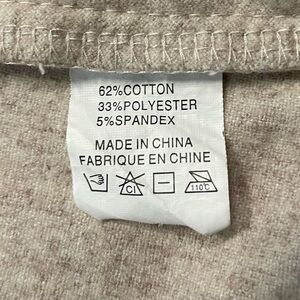 62%COTTON
33%POLYESTER
5%SPANDEX
MADE IN CHINA
FABRIQUE EN CHINE
Cl 110°C